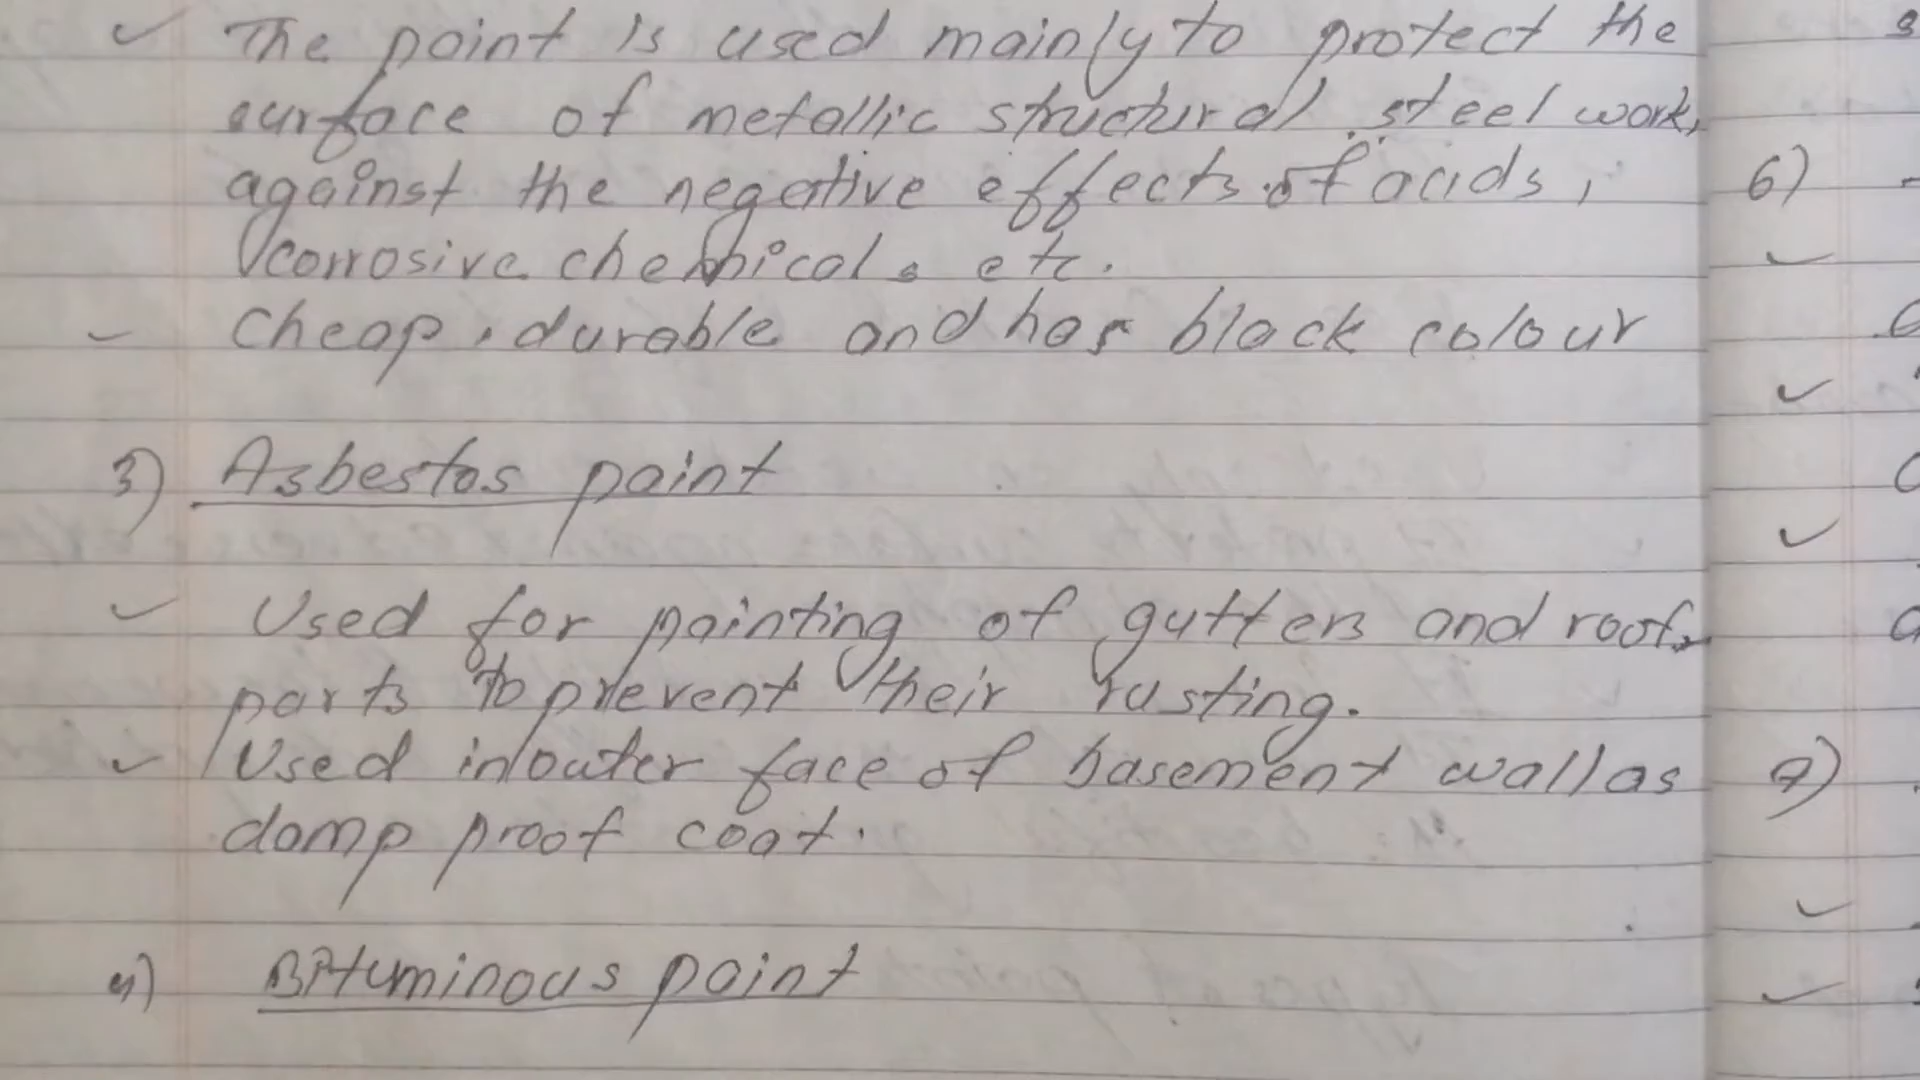 The paint is used mainly to protect the
surface of metallic structural steel work,
against the negative effects of acids,
corrosive chemicals etc.
Cheap, durable and has black colour
3) Asbestos paint
Used for painting of gutters and roof
parts to prevent their rusting.
Used in outer face of basement wall as
damp proof coat.
4) Bituminous paint
6)
7)